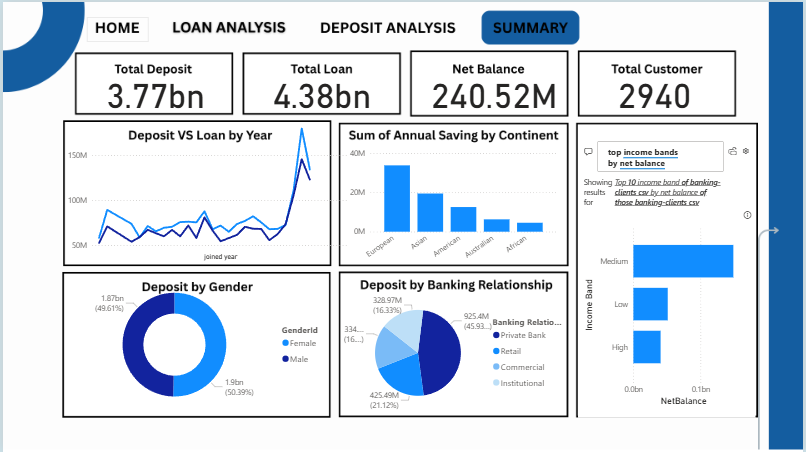 HOME
LOAN ANALYSIS
DEPOSIT ANALYSIS
SUMMARY
Total Deposit
3.77bn
Total Loan
4.38bn
Net Balance
240.52M
Total Customer
2940
Deposit VS Loan by Year
150M
100M
50M
joined year
Sum of Annual Saving by Continent
40M
20M
0M
European
Asian
American
Australian
African
top income bands
by net balance
Showing
results
for
Top 10 income band of banking-
clients csv by net balance of
those banking-clients csv
Income Band
Medium
Low
High
0.0bn
0.1bn
NetBalance
Deposit by Gender
1.87bn
(49.61%)
1.9bn
(50.39%)
GenderId
Female
Male
Deposit by Banking Relationship
328.97M
(16.33%)
334....
(16...)
425.49M
(21.12%)
925.4M
(45.93...)
Banking Relatio...
Private Bank
Retail
Commercial
Institutional